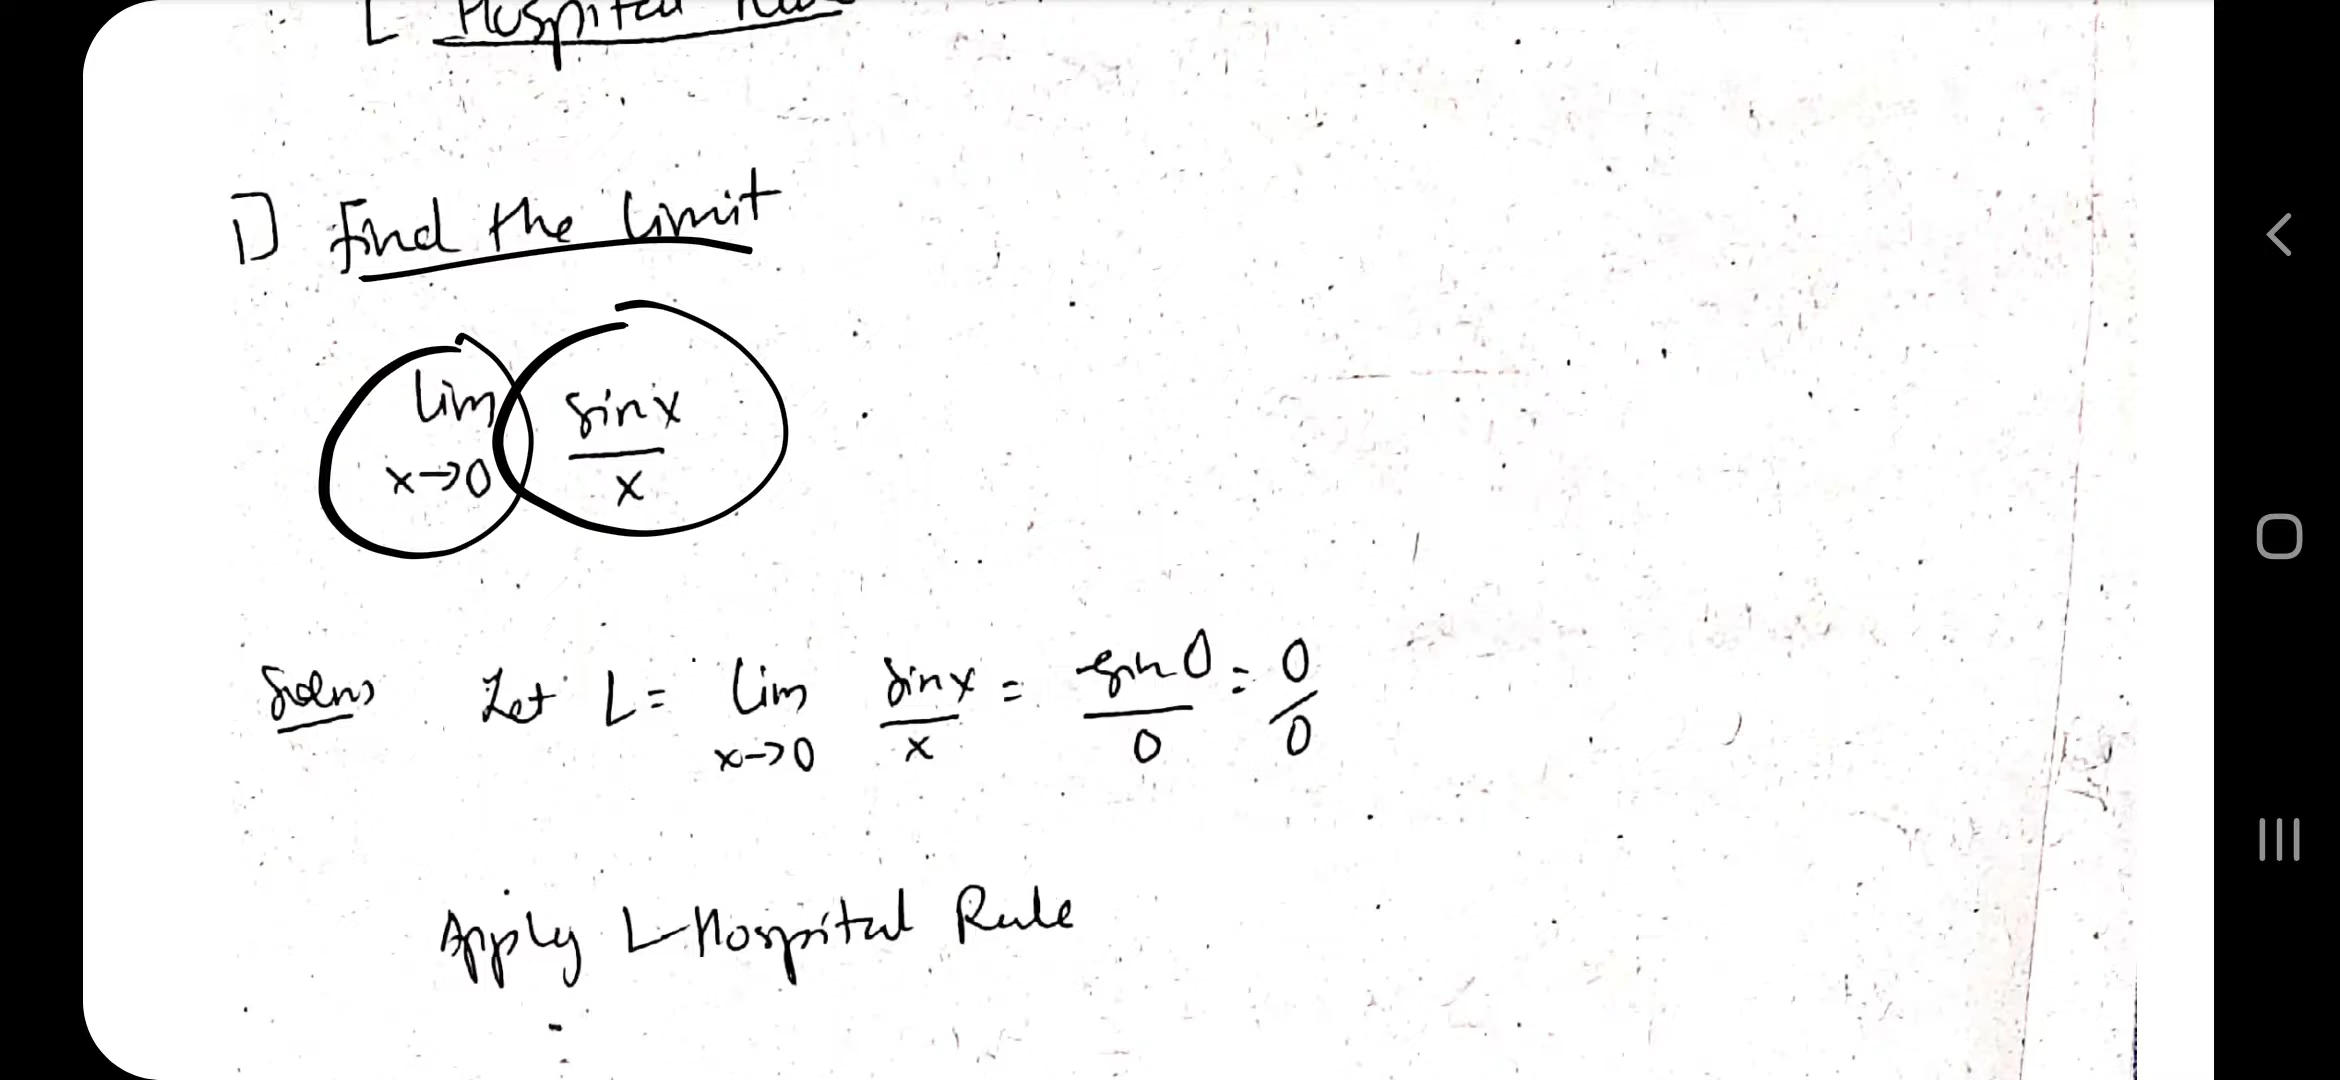 L Hospital Rule
1) Find the limit
lim sinx
x→0 x
Soln, Let L = lim sinx = sin0 = 0
x→0 x 0 0
Apply L-Hospital Rule